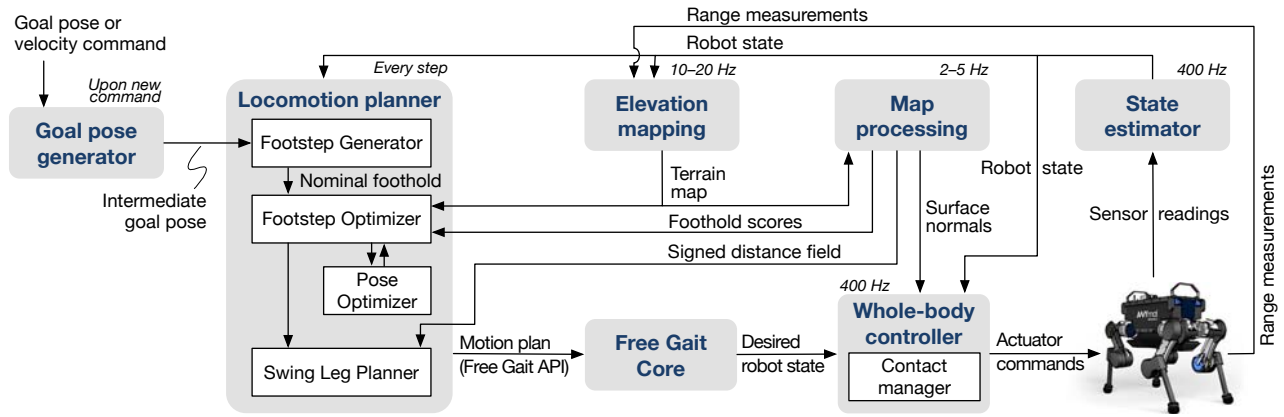 Goal pose or
velocity command
Upon new
command
Goal pose
generator
Intermediate
goal pose
Every step
Locomotion planner
Footstep Generator
Nominal foothold
Footstep Optimizer
Pose
Optimizer
Swing Leg Planner
Range measurements
Robot state
10–20 Hz
Elevation
mapping
2–5 Hz
Map
processing
400 Hz
State
estimator
Terrain
map
Foothold scores
Signed distance field
Surface
normals
Robot state
Sensor readings
Range measurements
Motion plan
(Free Gait API)
Free Gait
Core
Desired
robot state
400 Hz
Whole-body
controller
Contact
manager
Actuator
commands